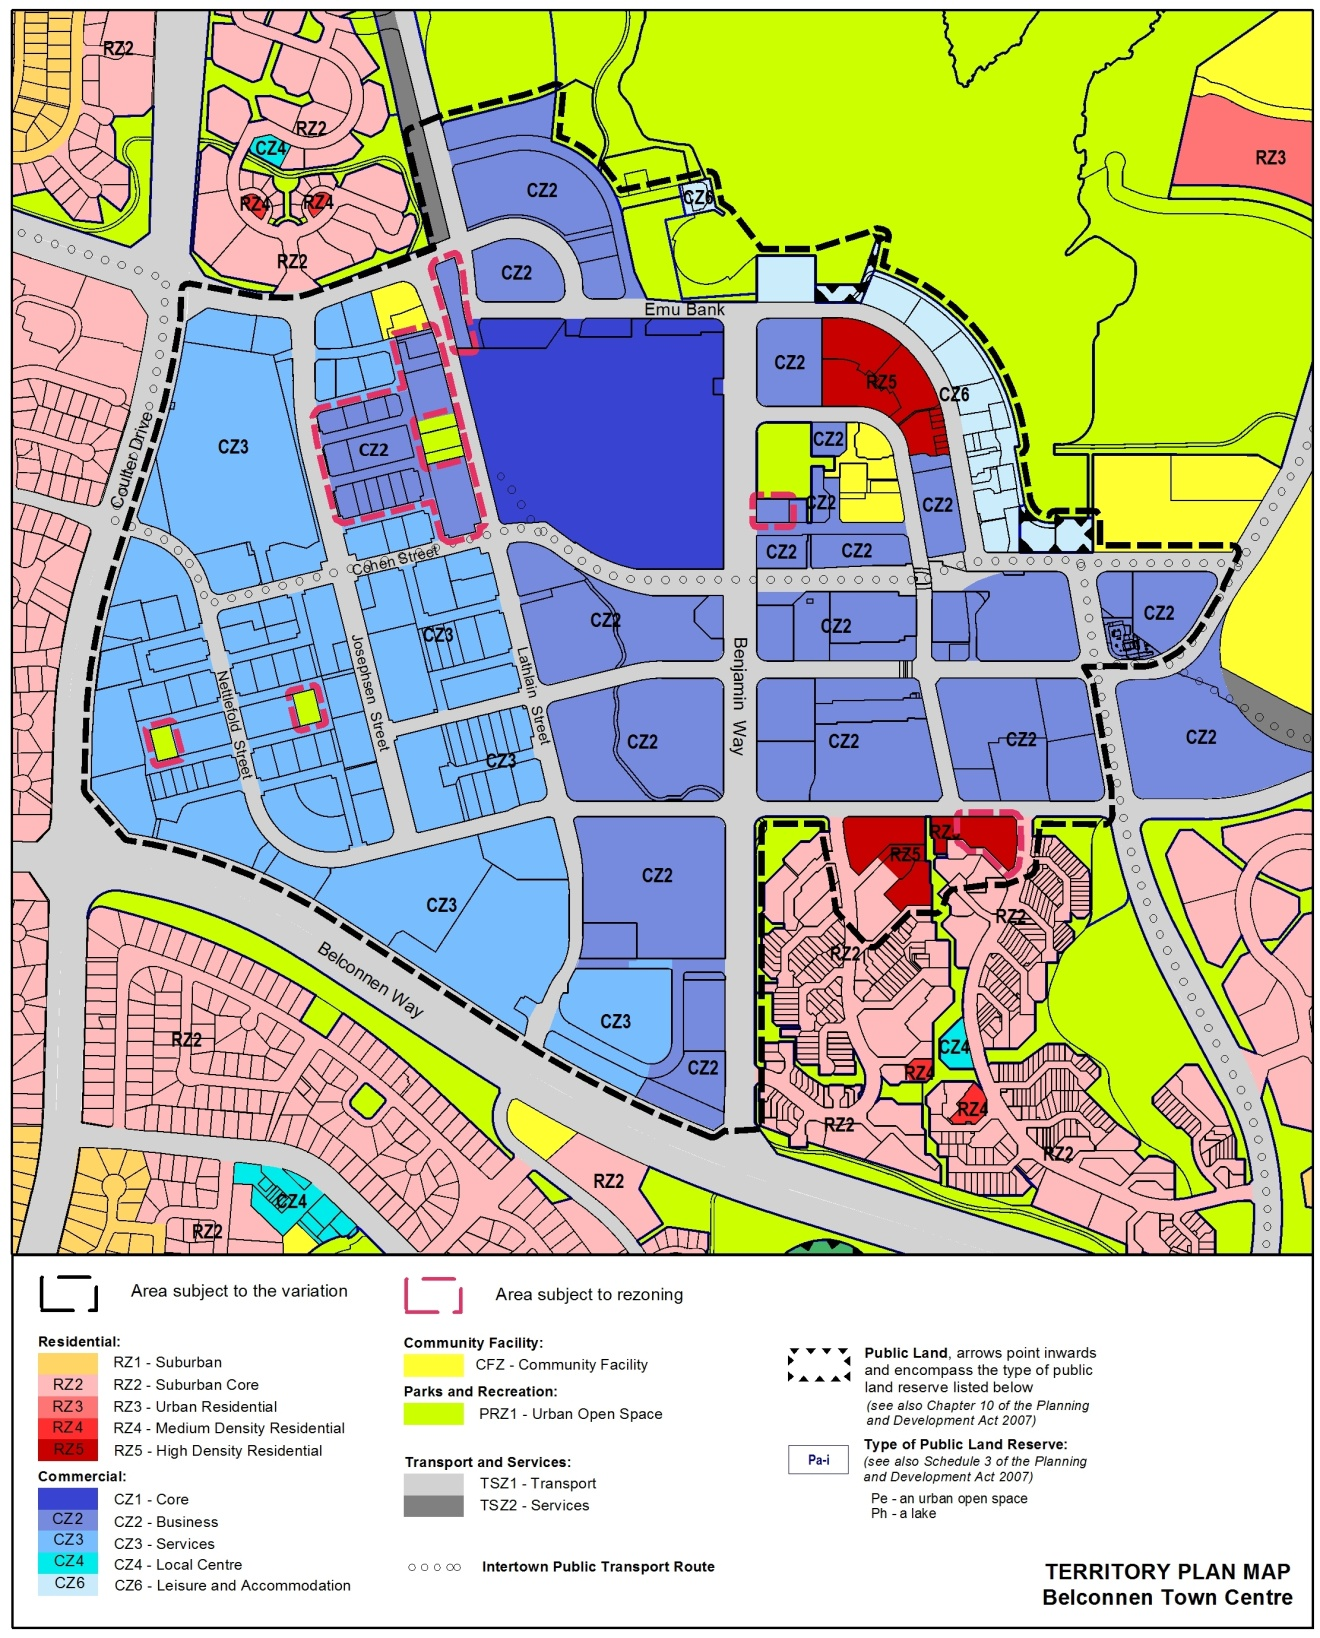 RZ2
RZ2
CZ4
RZ3
CZ2
CZ6
RZ4
RZ4
RZ2
CZ2
Emu Bank
CZ2
RZ5
CZ6
Coulter Drive
CZ3
CZ2
CZ2
CZ2
CZ2
Cohen Street
CZ2
CZ2
CZ2
CZ2
CZ2
CZ3
Josephsen Street
Lathlain Street
Benjamin Way
Nettlefold Street
CZ3
CZ2
CZ2
CZ2
CZ2
RZ5
CZ2
CZ3
RZ2
RZ2
Belconnen Way
CZ3
RZ2
CZ4
CZ2
RZ4
RZ4
RZ2
RZ2
RZ2
CZ4
RZ2
Area subject to the variation
Area subject to rezoning
Residential:
RZ1 - Suburban
RZ2 RZ2 - Suburban Core
RZ3 RZ3 - Urban Residential
RZ4 RZ4 - Medium Density Residential
RZ5 RZ5 - High Density Residential
Commercial:
CZ1 - Core
CZ2 CZ2 - Business
CZ3 CZ3 - Services
CZ4 CZ4 - Local Centre
CZ6 CZ6 - Leisure and Accommodation
Community Facility:
CFZ - Community Facility
Parks and Recreation:
PRZ1 - Urban Open Space
Transport and Services:
TSZ1 - Transport
TSZ2 - Services
Intertown Public Transport Route
Public Land, arrows point inwards
and encompass the type of public
land reserve listed below
(see also Chapter 10 of the Planning
and Development Act 2007)
Pa-i
Type of Public Land Reserve:
(see also Schedule 3 of the Planning
and Development Act 2007)
Pe - an urban open space
Ph - a lake
TERRITORY PLAN MAP
Belconnen Town Centre